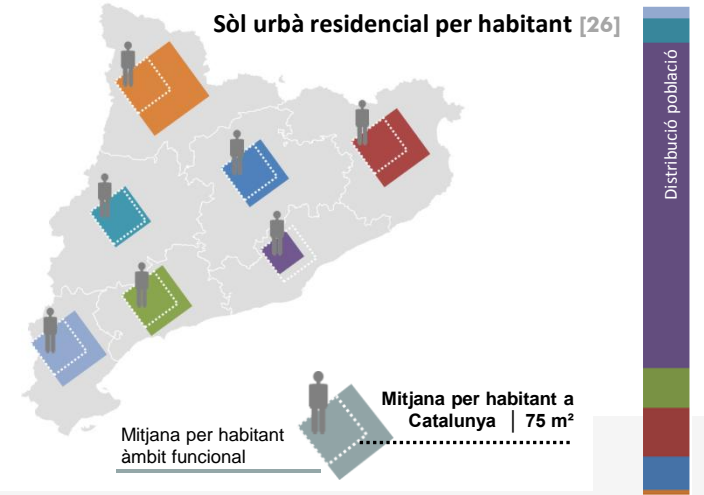 Sòl urbà residencial per habitant [26]
Distribució població
Mitjana per habitant a
Catalunya | 75 m²
Mitjana per habitant
àmbit funcional